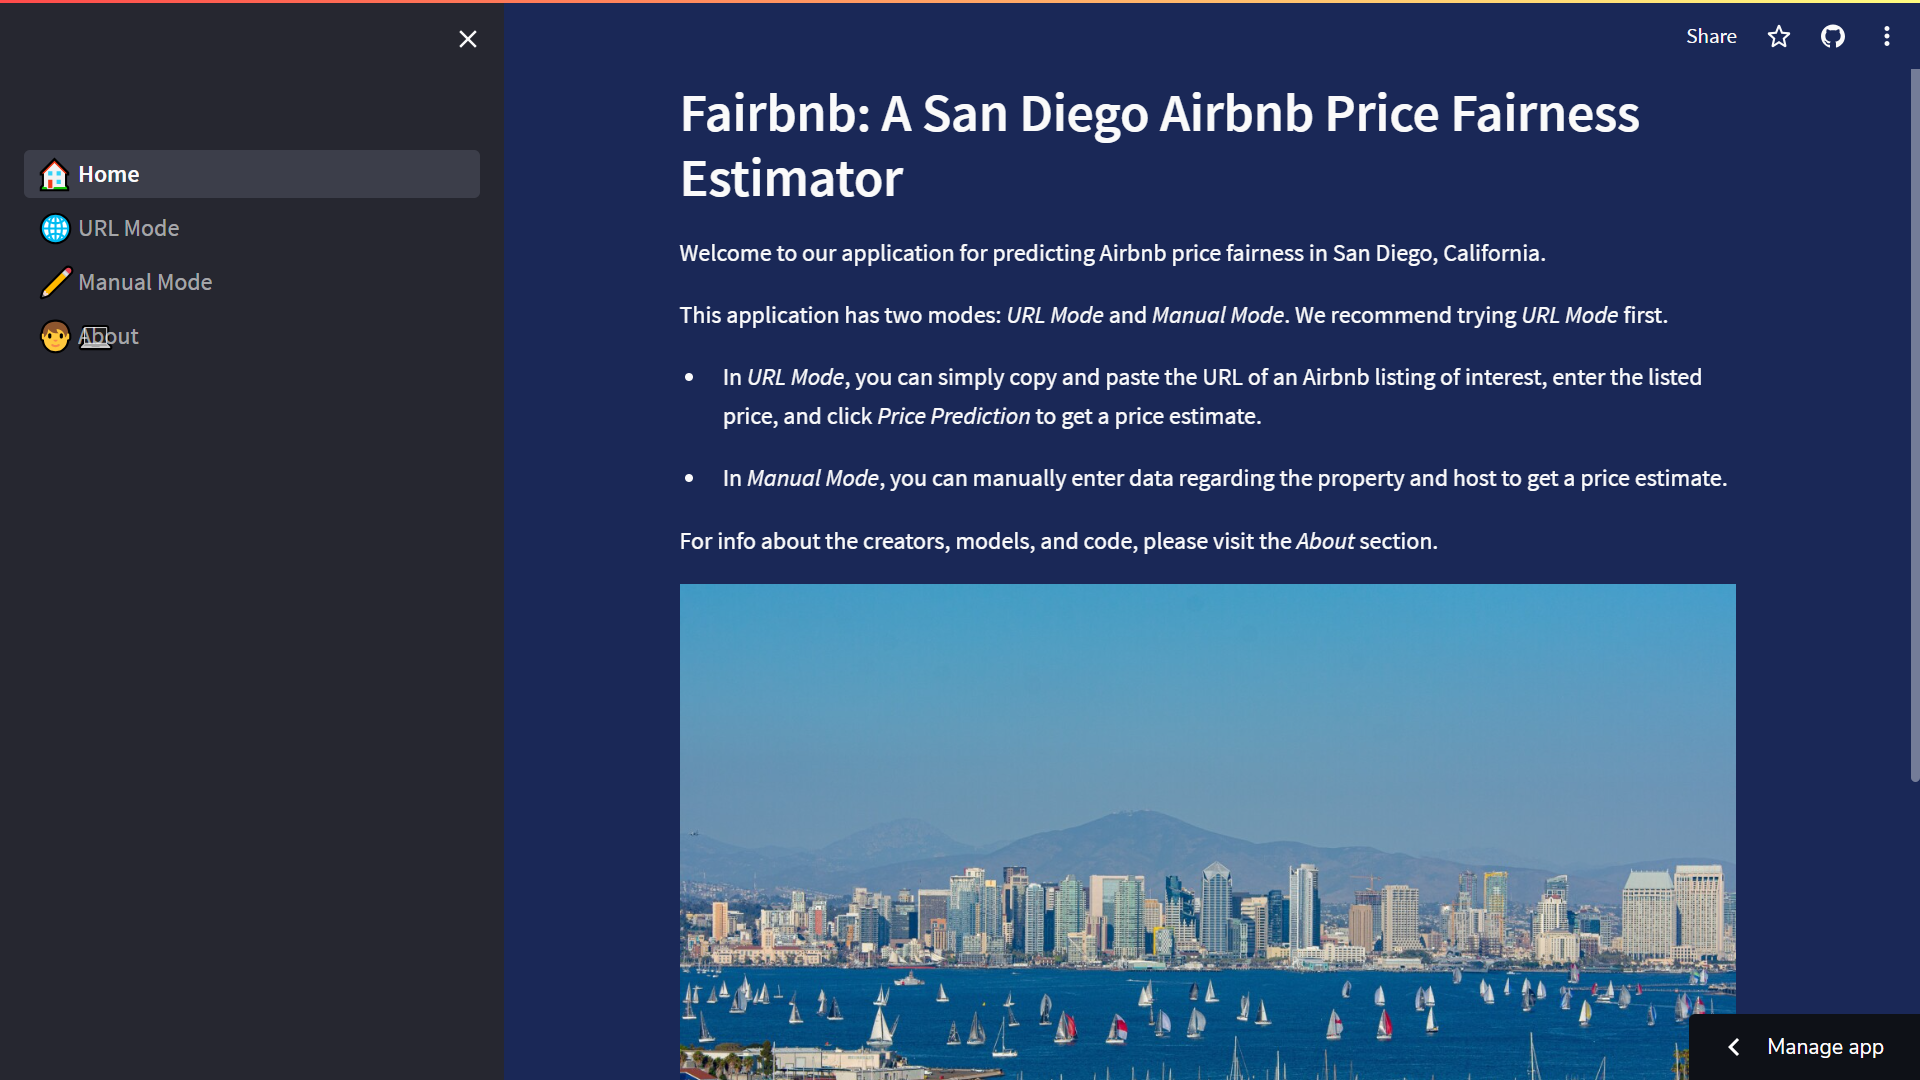 Share
Home
URL Mode
Manual Mode
About
Fairbnb: A San Diego Airbnb Price Fairness
Estimator
Welcome to our application for predicting Airbnb price fairness in San Diego, California.
This application has two modes: URL Mode and Manual Mode. We recommend trying URL Mode first.
• In URL Mode, you can simply copy and paste the URL of an Airbnb listing of interest, enter the listed
price, and click Price Prediction to get a price estimate.
• In Manual Mode, you can manually enter data regarding the property and host to get a price estimate.
For info about the creators, models, and code, please visit the About section.
Manage app